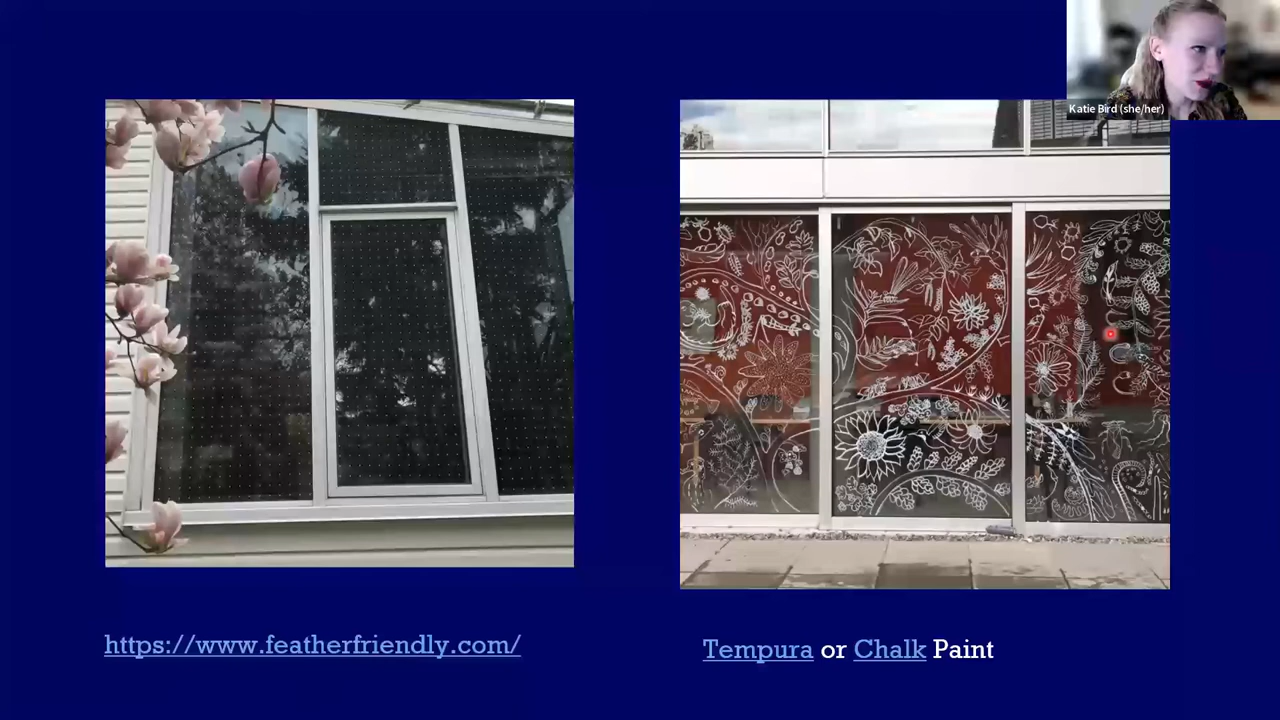 Katie Bird (she/her)
https://www.featherfriendly.com/
Tempura or Chalk Paint